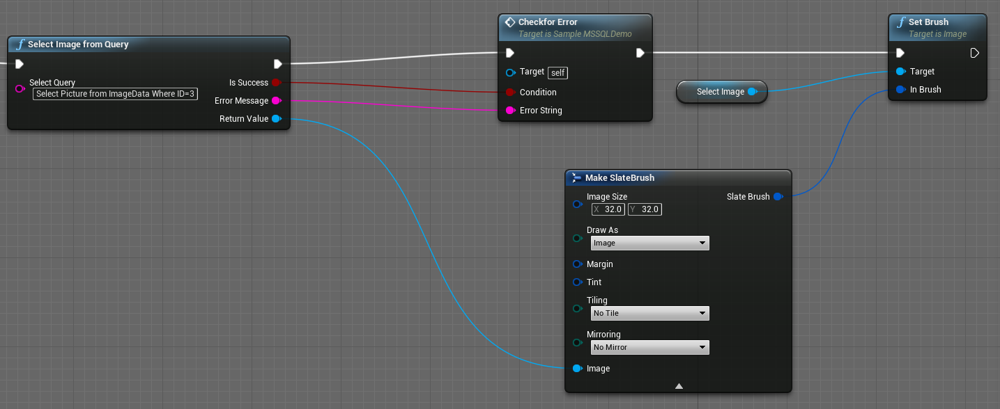 Select Image from Query
Select Query
Select Picture from ImageData Where ID=3
Is Success
Error Message
Return Value
Checkfor Error
Target is Sample MSSQLDemo
Target self
Condition
Error String
Select Image
Set Brush
Target is Image
Target
In Brush
Make SlateBrush
Image Size
X 32.0 Y 32.0
Slate Brush
Draw As
Image
Margin
Tint
Tiling
No Tile
Mirroring
No Mirror
Image